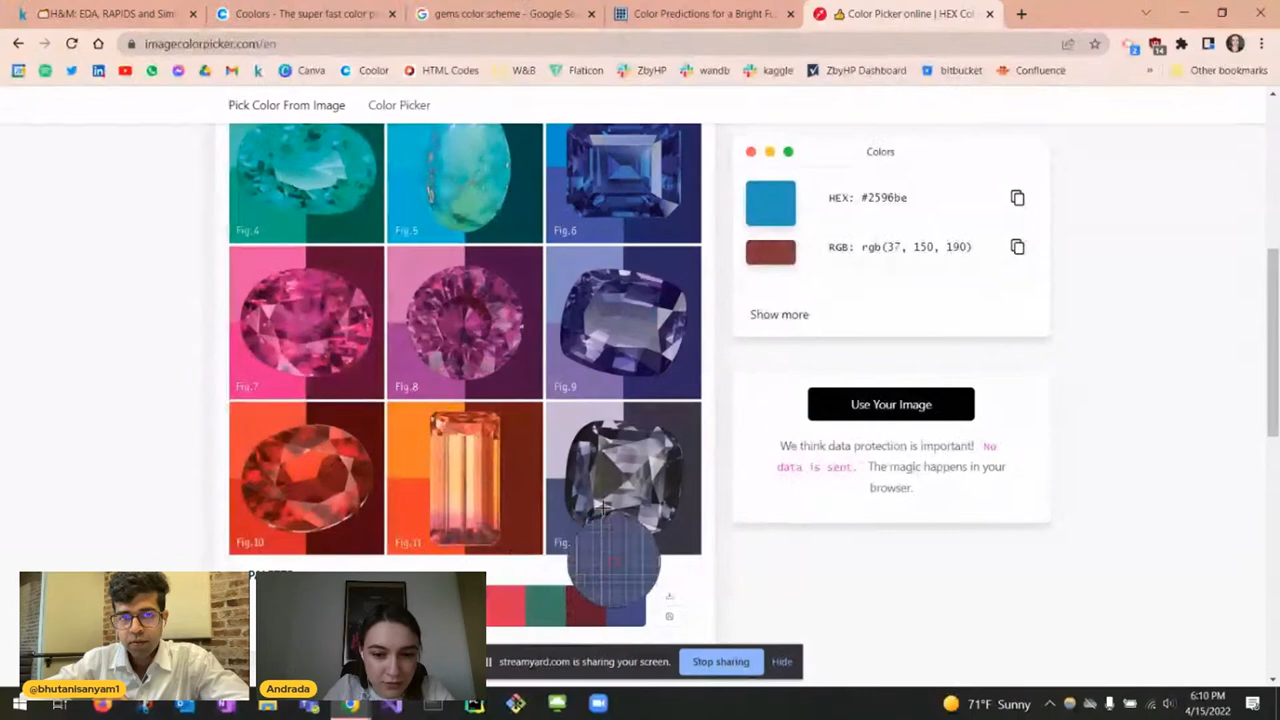 H&M: EDA, RAPIDS and Sim
Coolors - The super fast color p
gems color scheme - Google Se
Color Predictions for a Bright Fu
Color Picker online | HEX Col
imagecolorpicker.com/en
Canva
Coolor
HTML Codes
W&B
Flaticon
ZbyHP
wandb
kaggle
ZbyHP Dashboard
bitbucket
Confluence
Other bookmarks
Pick Color From Image
Color Picker
Colors
HEX: #2596be
RGB: rgb(37, 150, 190)
Show more
Use Your Image
We think data protection is important! No
data is sent. The magic happens in your
browser.
Fig.4
Fig.5
Fig.6
Fig.7
Fig.8
Fig.9
Fig.10
Fig.11
Fig.
@bhutanisanyam1
Andrada
streamyard.com is sharing your screen.
Stop sharing
Hide
71°F Sunny
6:10 PM
4/15/2022